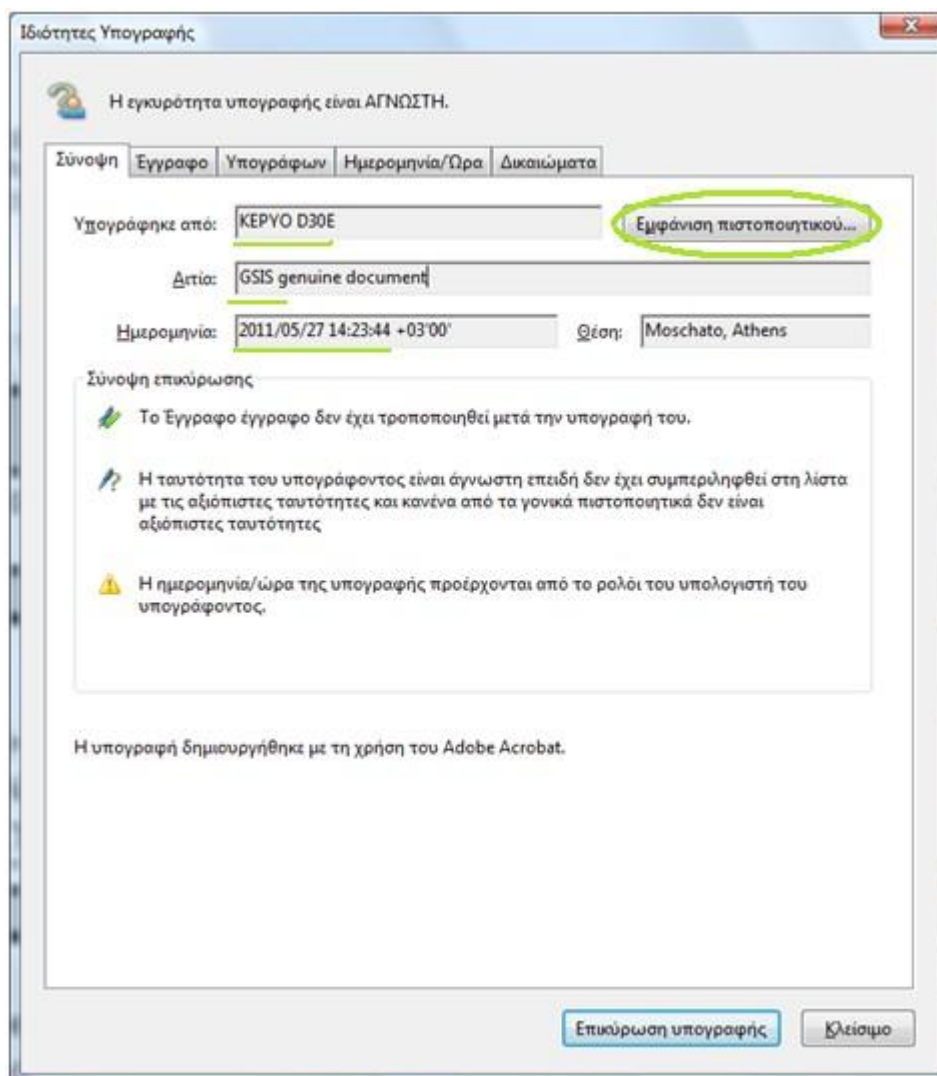 Ιδιότητες Υπογραφής
Η εγκυρότητα υπογραφής είναι ΑΓΝΩΣΤΗ.
Σύνοψη Έγγραφο Υπογράφων Ημερομηνία/Ώρα Δικαιώματα
Υπογράφηκε από: KEPYO D30E Εμφάνιση πιστοποιητικού...
Αιτία: GSIS genuine document
Ημερομηνία: 2011/05/27 14:23:44 +03'00' Θέση: Moschato, Athens
Σύνοψη επικύρωσης
Το Έγγραφο έγγραφο δεν έχει τροποποιηθεί μετά την υπογραφή του.
Η ταυτότητα του υπογράφοντος είναι άγνωστη επειδή δεν έχει συμπεριληφθεί στη λίστα
με τις αξιόπιστες ταυτότητες και κανένα από τα γονικά πιστοποιητικά δεν είναι
αξιόπιστες ταυτότητες
Η ημερομηνία/ώρα της υπογραφής προέρχονται από το ρολόι του υπολογιστή του
υπογράφοντος.
Η υπογραφή δημιουργήθηκε με τη χρήση του Adobe Acrobat.
Επικύρωση υπογραφής Κλείσιμο